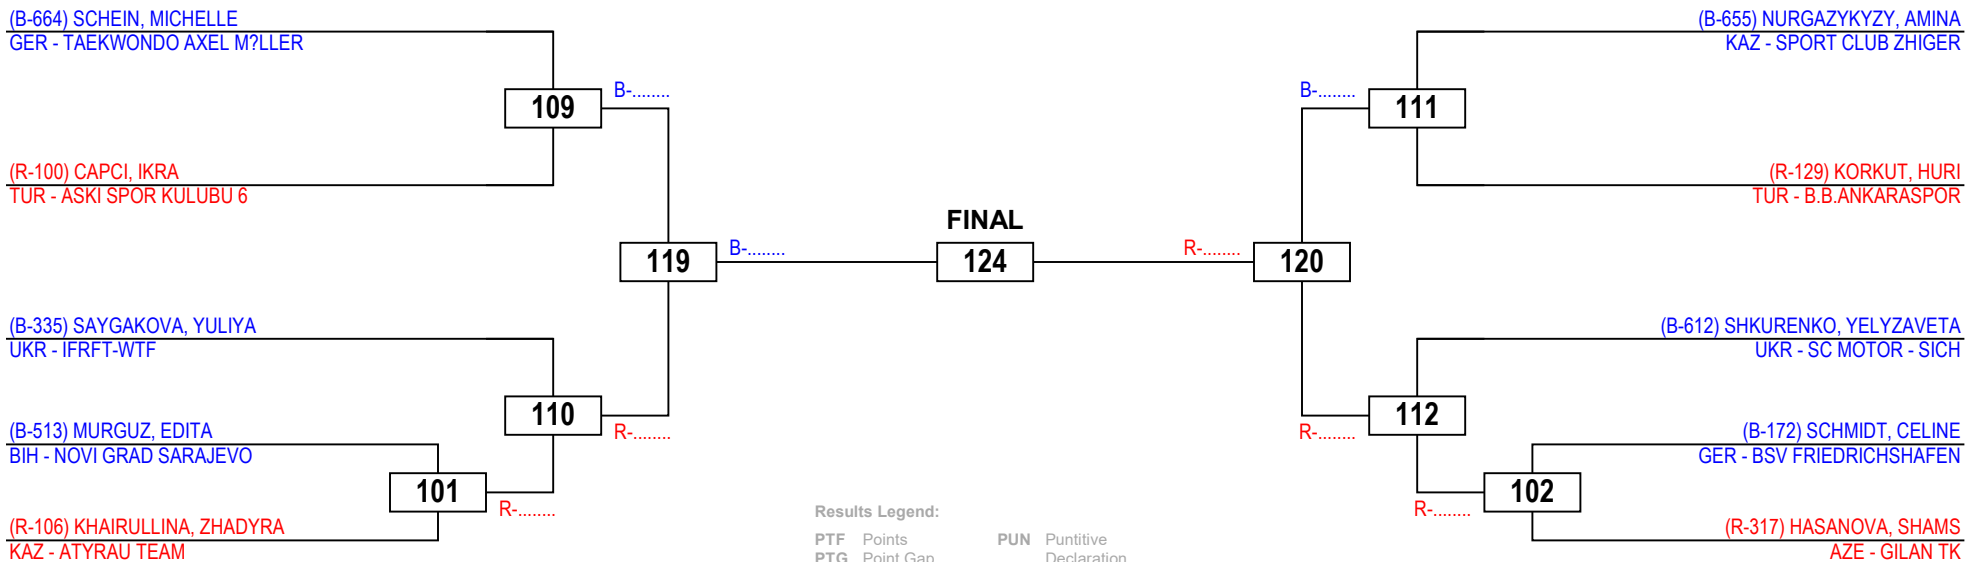 (B-664) SCHEIN, MICHELLE
GER - TAEKWONDO AXEL M?LLER
109
B-........
(R-100) CAPCI, IKRA
TUR - ASKI SPOR KULUBU 6
119
B-........
(B-335) SAYGAKOVA, YULIYA
UKR - IFRFT-WTF
110
R-........
(B-513) MURGUZ, EDITA
BIH - NOVI GRAD SARAJEVO
101
R-........
(R-106) KHAIRULLINA, ZHADYRA
KAZ - ATYRAU TEAM
FINAL
124
(B-655) NURGAZYKYZY, AMINA
KAZ - SPORT CLUB ZHIGER
B-........
111
(R-129) KORKUT, HURI
TUR - B.B.ANKARASPOR
R-........
120
(B-612) SHKURENKO, YELYZAVETA
UKR - SC MOTOR - SICH
112
R-........
(B-172) SCHMIDT, CELINE
GER - BSV FRIEDRICHSHAFEN
102
R-........
(R-317) HASANOVA, SHAMS
AZE - GILAN TK
Results Legend:
PTF Points PUN Puntitive
PTG Point Gap Declaration